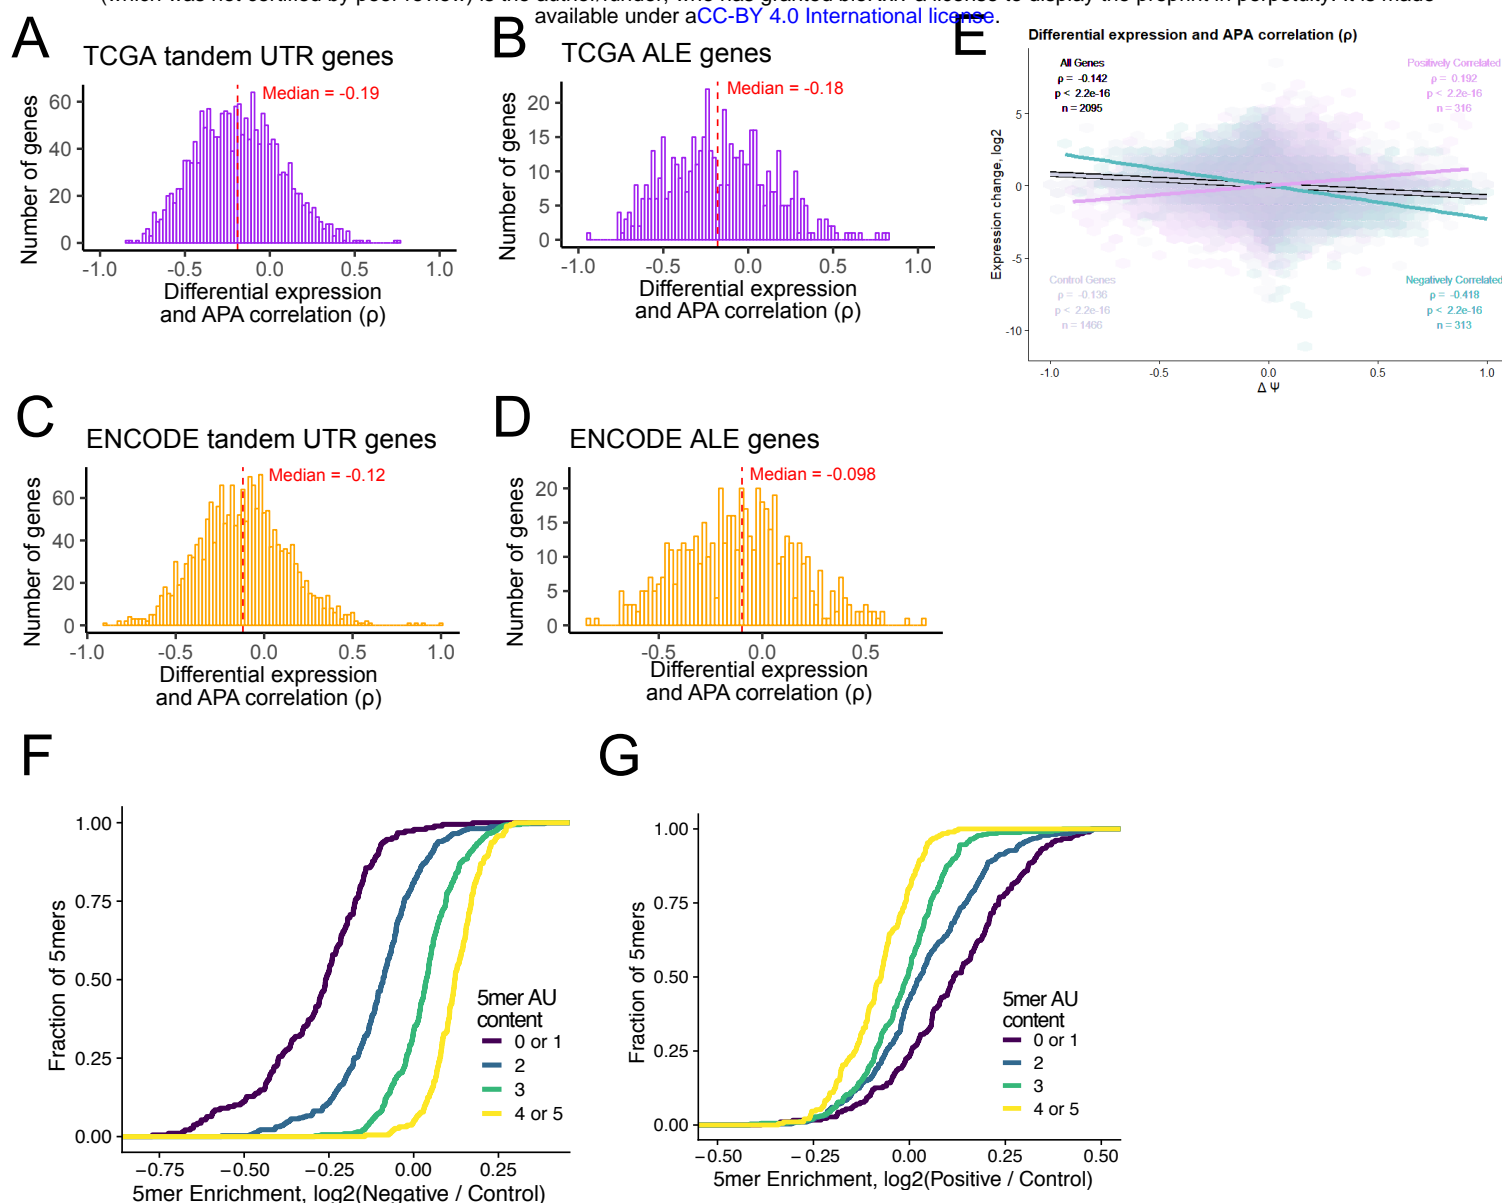 available under aCC-BY 4.0 International license.
A
TCGA tandem UTR genes
Median = -0.19
Number of genes
60
40
20
0
-1.0 -0.5 0.0 0.5 1.0
Differential expression
and APA correlation (ρ)
B
TCGA ALE genes
Median = -0.18
Number of genes
20
15
10
5
0
-1.0 -0.5 0.0 0.5 1.0
Differential expression
and APA correlation (ρ)
E
Differential expression and APA correlation (ρ)
All Genes
ρ = -0.142
p < 2.2e-16
n = 2095
Positively Correlated
ρ = 0.192
p < 2.2e-16
n = 316
Control Genes
ρ = -0.136
p < 2.2e-16
n = 1466
Negatively Correlated
ρ = -0.418
p < 2.2e-16
n = 313
Expression change, log2
5
0
-5
-10
-1.0 -0.5 0.0 0.5 1.0
Δ Ψ
C
ENCODE tandem UTR genes
Median = -0.12
Number of genes
60
40
20
0
-1.0 -0.5 0.0 0.5 1.0
Differential expression
and APA correlation (ρ)
D
ENCODE ALE genes
Median = -0.098
Number of genes
20
15
10
5
0
-0.5 0.0 0.5
Differential expression
and APA correlation (ρ)
F
Fraction of 5mers
1.00
0.75
0.50
0.25
0.00
5mer AU
content
0 or 1
2
3
4 or 5
−0.75 −0.50 −0.25 0.00 0.25
5mer Enrichment, log2(Negative / Control)
G
Fraction of 5mers
1.00
0.75
0.50
0.25
0.00
5mer AU
content
0 or 1
2
3
4 or 5
−0.50 −0.25 0.00 0.25 0.50
5mer Enrichment, log2(Positive / Control)